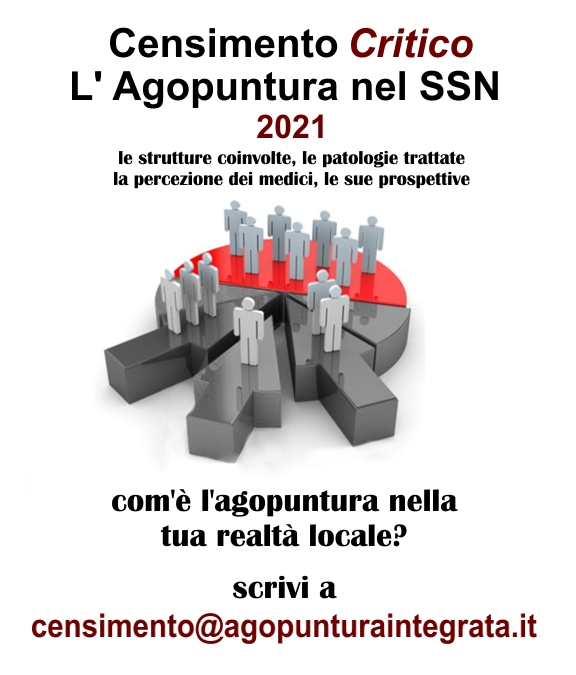 Censimento Critico
L' Agopuntura nel SSN
2021
le strutture coinvolte, le patologie trattate
la percezione dei medici, le sue prospettive
com'è l'agopuntura nella
tua realtà locale?
scrivi a
censimento@agopunturaintegrata.it